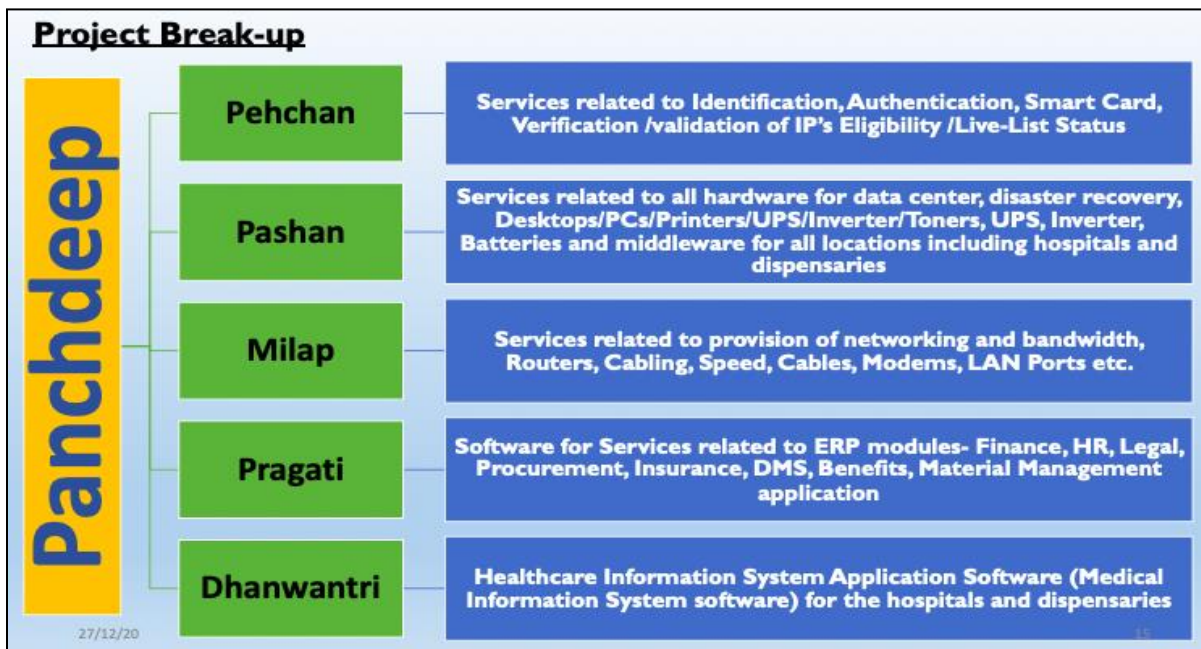 Project Break-up
Panchdeep
Pehchan
Services related to Identification, Authentication, Smart Card,
Verification /validation of IP's Eligibility /Live-List Status
Pashan
Services related to all hardware for data center, disaster recovery,
Desktops/PCs/Printers/UPS/Inverter/Toners, UPS, Inverter,
Batteries and middleware for all locations including hospitals and
dispensaries
Milap
Services related to provision of networking and bandwidth,
Routers, Cabling, Speed, Cables, Modems, LAN Ports etc.
Pragati
Software for Services related to ERP modules- Finance, HR, Legal,
Procurement, Insurance, DMS, Benefits, Material Management
application
Dhanwantri
Healthcare Information System Application Software (Medical
Information System software) for the hospitals and dispensaries
27/12/20
15